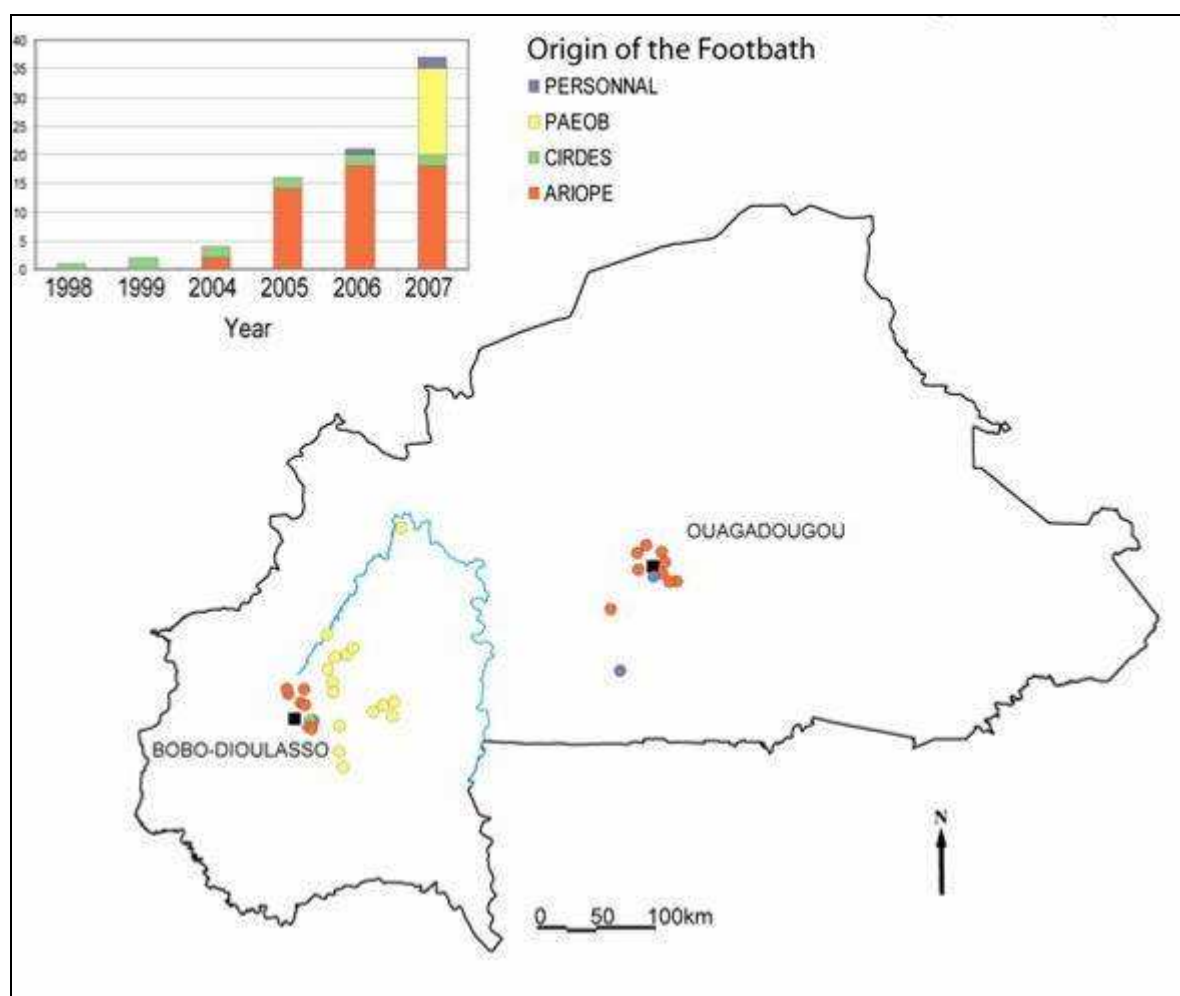 40
35
30
25
20
15
10
5
0
1998 1999 2004 2005 2006 2007
Year
Origin of the Footbath
PERSONNAL
PAEOB
CIRDES
ARIOPE
OUAGADOUGOU
BOBO-DIOULASSO
N
0 50 100km